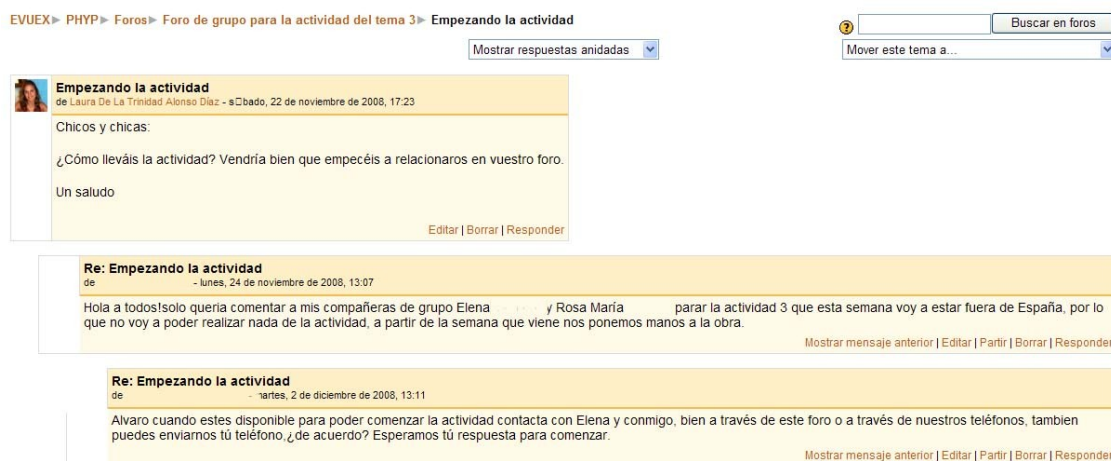 EVUEX► PHYP► Foros► Foro de grupo para la actividad del tema 3► Empezando la actividad
? Buscar en foros
Mostrar respuestas anidadas
Mover este tema a...
Empezando la actividad
de Laura De La Trinidad Alonso Díaz - s□bado, 22 de noviembre de 2008, 17:23
Chicos y chicas:
¿Cómo lleváis la actividad? Vendría bien que empecéis a relacionaros en vuestro foro.
Un saludo
Editar | Borrar | Responder
Re: Empezando la actividad
de - lunes, 24 de noviembre de 2008, 13:07
Hola a todos!solo queria comentar a mis compañeras de grupo Elena y Rosa María parar la actividad 3 que esta semana voy a estar fuera de España, por lo
que no voy a poder realizar nada de la actividad, a partir de la semana que viene nos ponemos manos a la obra.
Mostrar mensaje anterior | Editar | Partir | Borrar | Responder
Re: Empezando la actividad
de - martes, 2 de diciembre de 2008, 13:11
Alvaro cuando estes disponible para poder comenzar la actividad contacta con Elena y conmigo, bien a través de este foro o a través de nuestros teléfonos, tambien
puedes enviarnos tú teléfono,¿de acuerdo? Esperamos tú respuesta para comenzar.
Mostrar mensaje anterior | Editar | Partir | Borrar | Responder